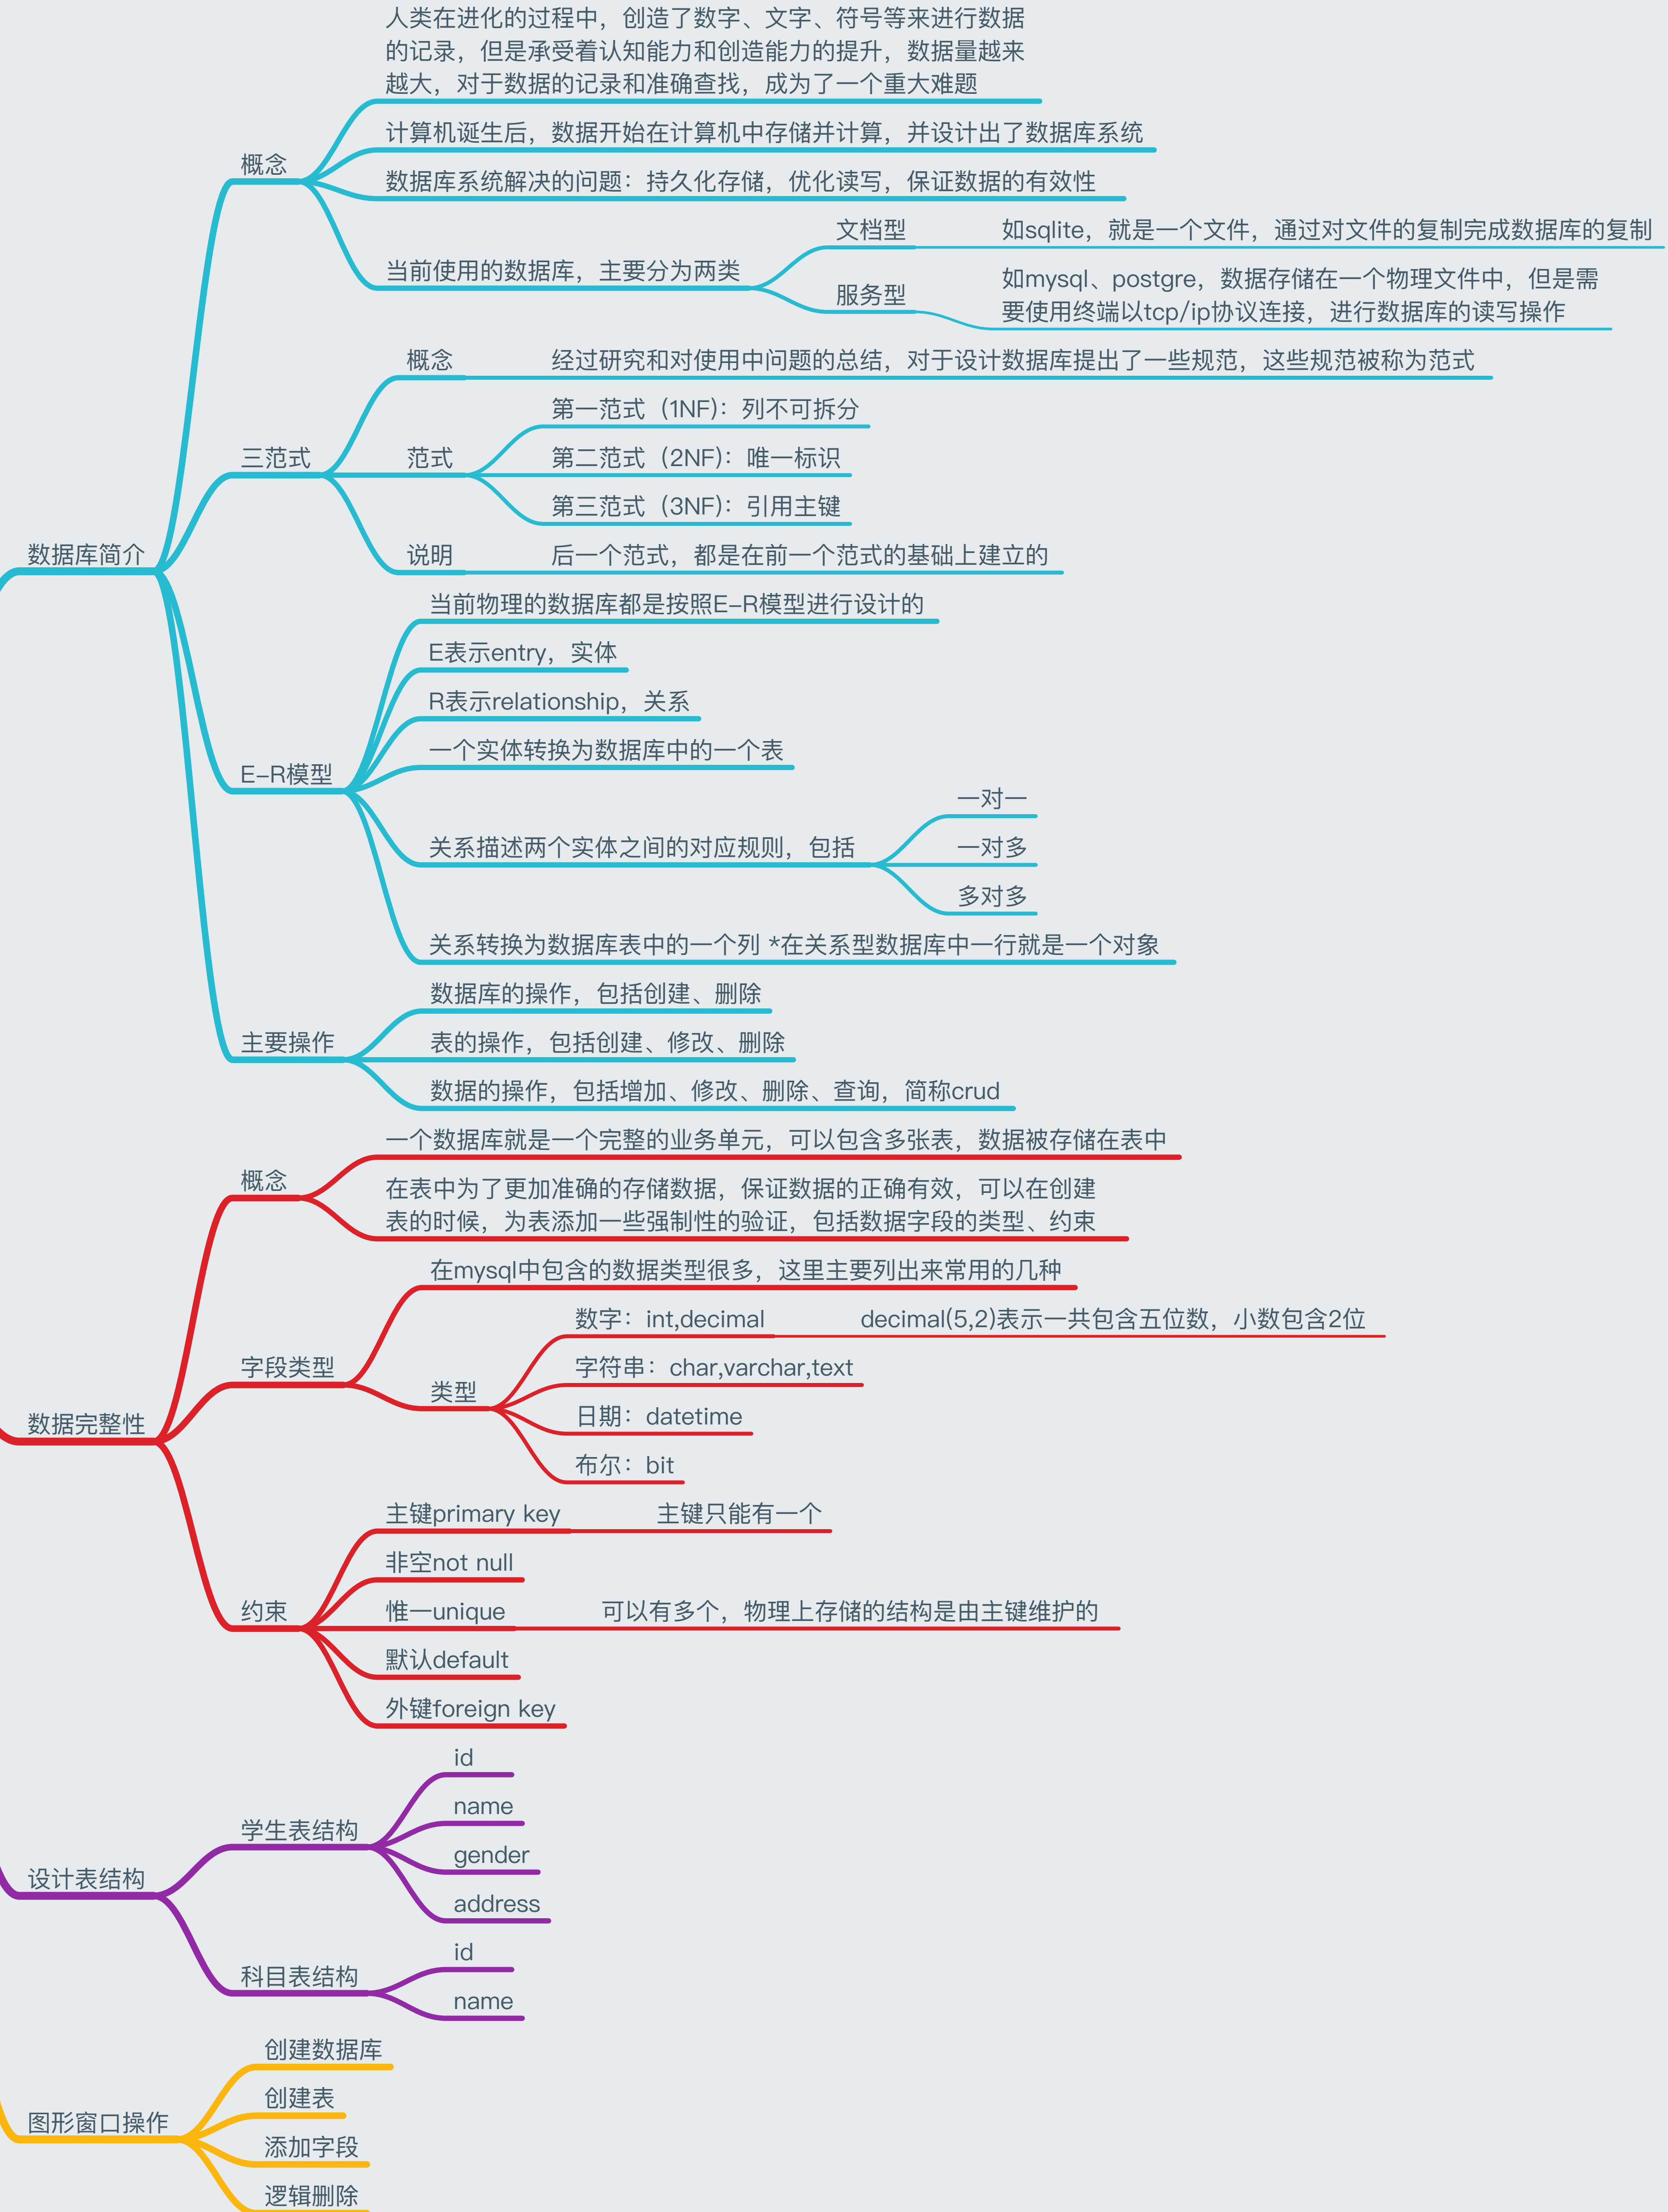 人类在进化的过程中，创造了数字、文字、符号等来进行数据
的记录，但是承受着认知能力和创造能力的提升，数据量越来
越大，对于数据的记录和准确查找，成为了一个重大难题
计算机诞生后，数据开始在计算机中存储并计算，并设计出了数据库系统
概念
数据库系统解决的问题：持久化存储，优化读写，保证数据的有效性
文档型
如sqlite，就是一个文件，通过对文件的复制完成数据库的复制
当前使用的数据库，主要分为两类
服务型
如mysql、postgre，数据存储在一个物理文件中，但是需
要使用终端以tcp/ip协议连接，进行数据库的读写操作
概念
经过研究和对使用中问题的总结，对于设计数据库提出了一些规范，这些规范被称为范式
第一范式（1NF)：列不可拆分
三范式
范式
第二范式（2NF)：唯一标识
第三范式（3NF)：引用主键
数据库简介
说明
后一个范式，都是在前一个范式的基础上建立的
当前物理的数据库都是按照E-R模型进行设计的
E表示entry，实体
R表示relationship，关系
一个实体转换为数据库中的一个表
E-R模型
一对一
关系描述两个实体之间的对应规则，包括
一对多
多对多
关系转换为数据库表中的一个列 *在关系型数据库中一行就是一个对象
数据库的操作，包括创建、删除
主要操作
表的操作，包括创建、修改、删除
数据的操作，包括增加、修改、删除、查询，简称crud
一个数据库就是一个完整的业务单元，可以包含多张表，数据被存储在表中
概念
在表中为了更加准确的存储数据，保证数据的正确有效，可以在创建
表的时候，为表添加一些强制性的验证，包括数据字段的类型、约束
在mysql中包含的数据类型很多，这里主要列出来常用的几种
数字：int,decimal
decimal(5,2)表示一共包含五位数，小数包含2位
字段类型
字符串：char,varchar,text
类型
日期：datetime
数据完整性
布尔：bit
主键primary key
主键只能有一个
非空not null
约束
惟一unique
可以有多个，物理上存储的结构是由主键维护的
默认default
外键foreign key
id
name
学生表结构
gender
设计表结构
address
id
科目表结构
name
创建数据库
创建表
图形窗口操作
添加字段
逻辑删除